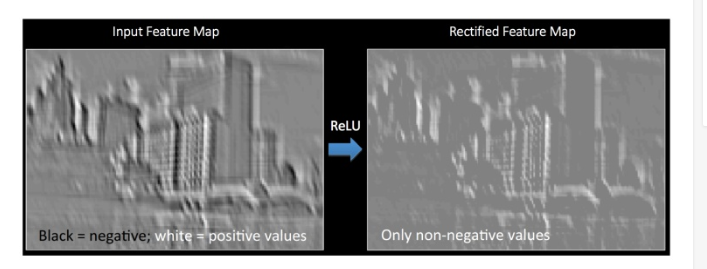 Input Feature Map
Rectified Feature Map
ReLU
Black = negative; white = positive values
Only non-negative values